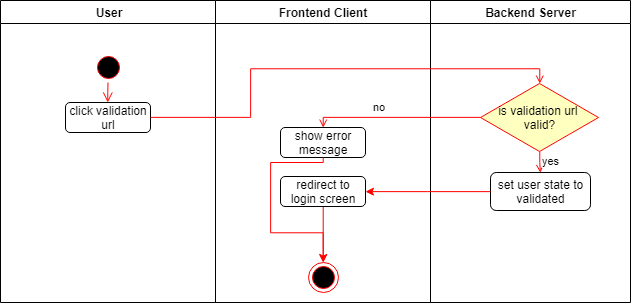 User
Frontend Client
Backend Server
click validation
url
is validation url
valid?
no
yes
show error
message
redirect to
login screen
set user state to
validated